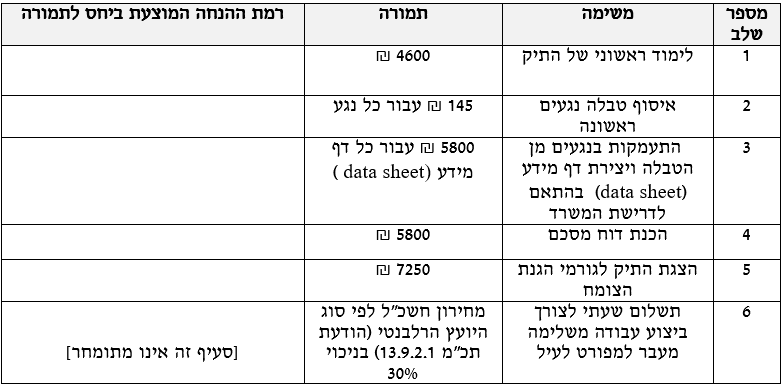 מספר שלב | משימה | תמורה | רמת ההנחה המוצעת ביחס לתמורה
1 | לימוד ראשוני של התיק | 4600 ₪
2 | איסוף טבלה נגעים ראשונה | 145 ₪ עבור כל נגע
3 | התעמקות בנגעים מן הטבלה ויצירת דף מידע (data sheet) בהתאם לדרישת המשרד | 5800 ₪ עבור כל דף מידע (data sheet )
4 | הכנת דוח מסכם | 5800 ₪
5 | הצגת התיק לגורמי הגנת הצומח | 7250 ₪
6 | תשלום שעתי לצורך ביצוע עבודה משלימה מעבר למפורט לעיל | מחירון חשכ"ל לפי סוג היועץ הרלבנטי (הודעת תכ"מ 13.9.2.1) בניכוי 30% | [סעיף זה אינו מתומחר]